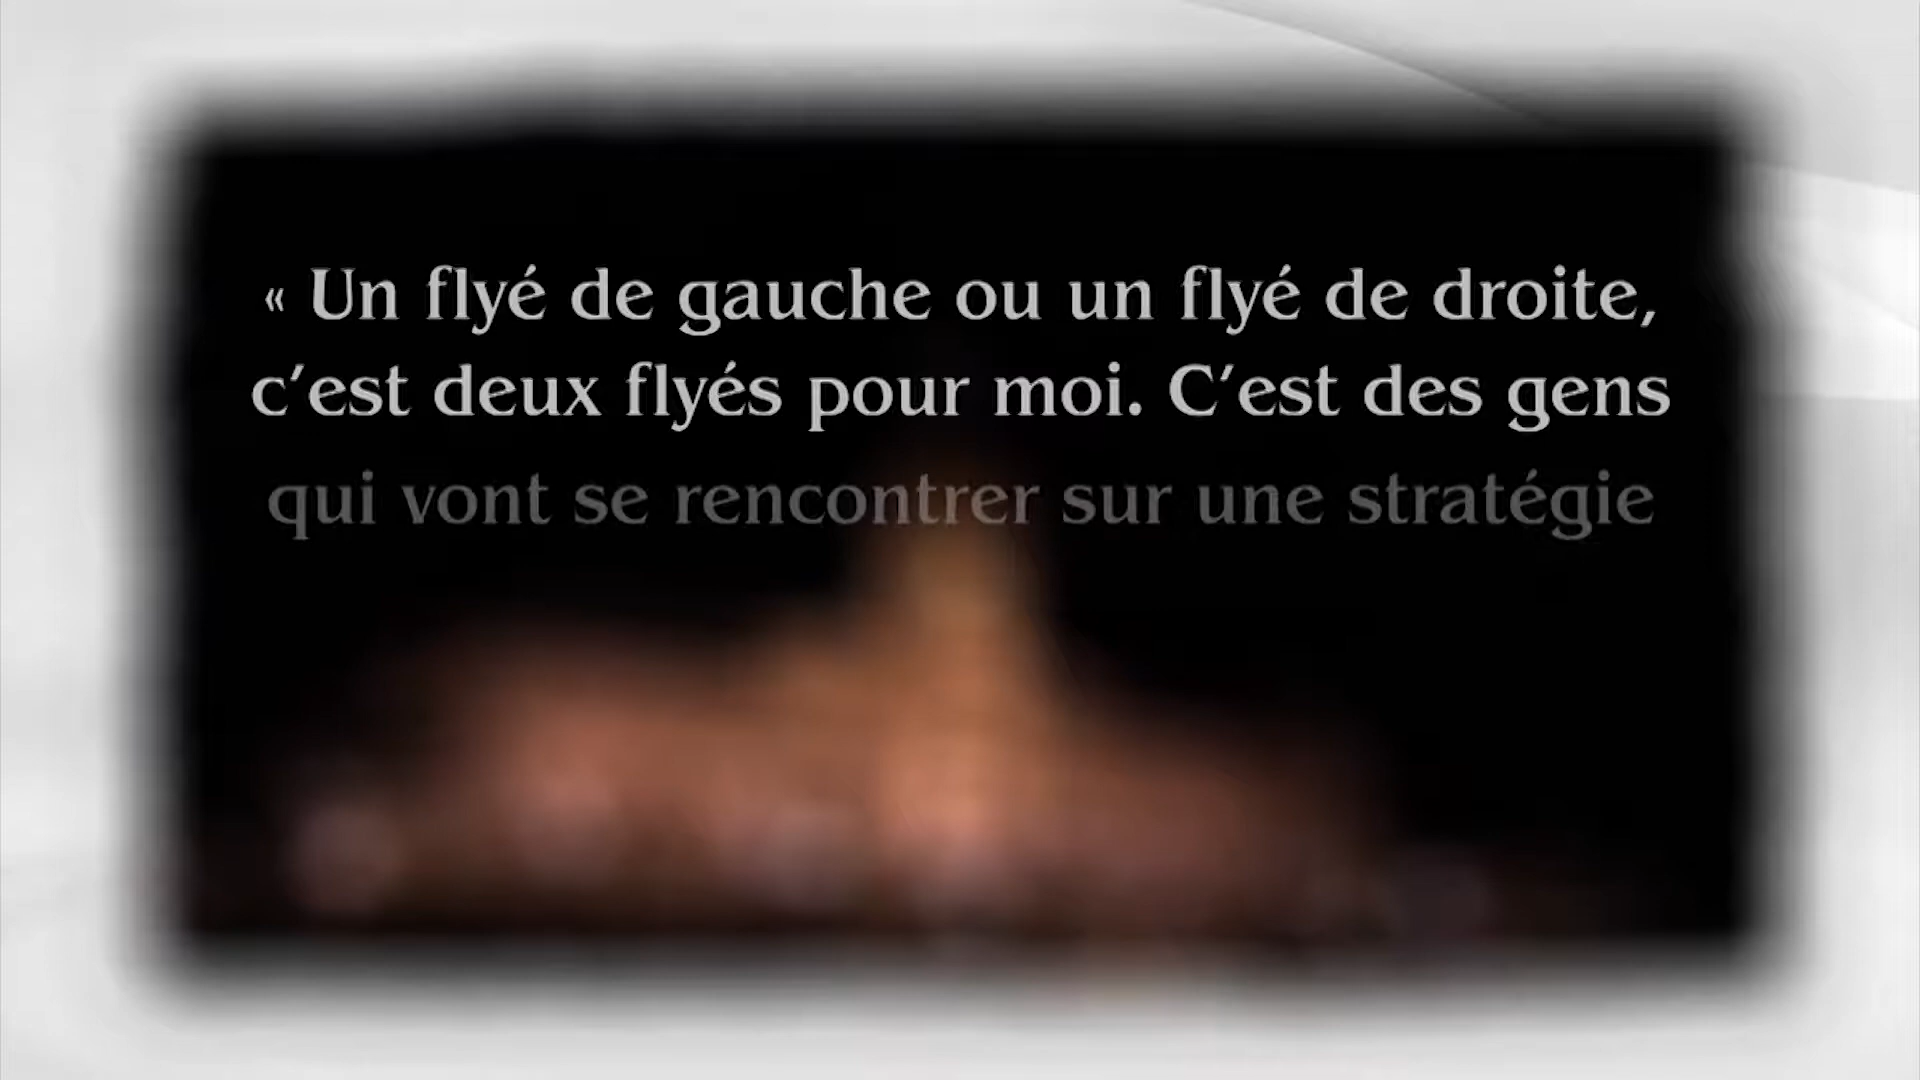 « Un flyé de gauche ou un flyé de droite,
c’est deux flyés pour moi. C’est des gens
qui vont se rencontrer sur une stratégie